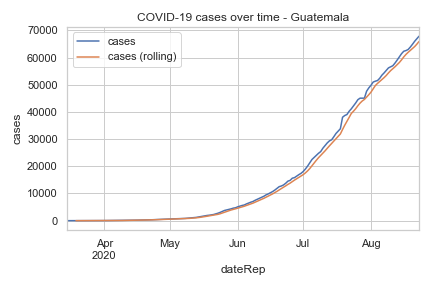 COVID-19 cases over time - Guatemala
70000
60000
50000
40000
30000
20000
10000
0
cases
cases
cases (rolling)
Apr
2020
May
Jun
Jul
Aug
dateRep